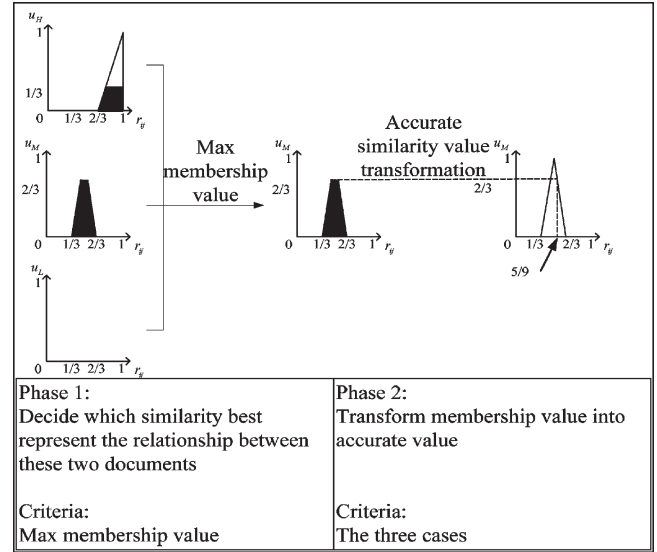 u_H
1
1/3
0 1/3 2/3 1 r_ij
u_M
1
2/3
0 1/3 2/3 1 r_ij
u_L
1
0 1/3 2/3 1 r_ij
Max
membership
value
u_M
1
2/3
0 1/3 2/3 1 r_ij
Accurate
similarity value
transformation
u_M
1
2/3
0 1/3 2/3 1 r_ij
5/9
Phase 1:
Decide which similarity best
represent the relationship between
these two documents
Criteria:
Max membership value
Phase 2:
Transform membership value into
accurate value
Criteria:
The three cases